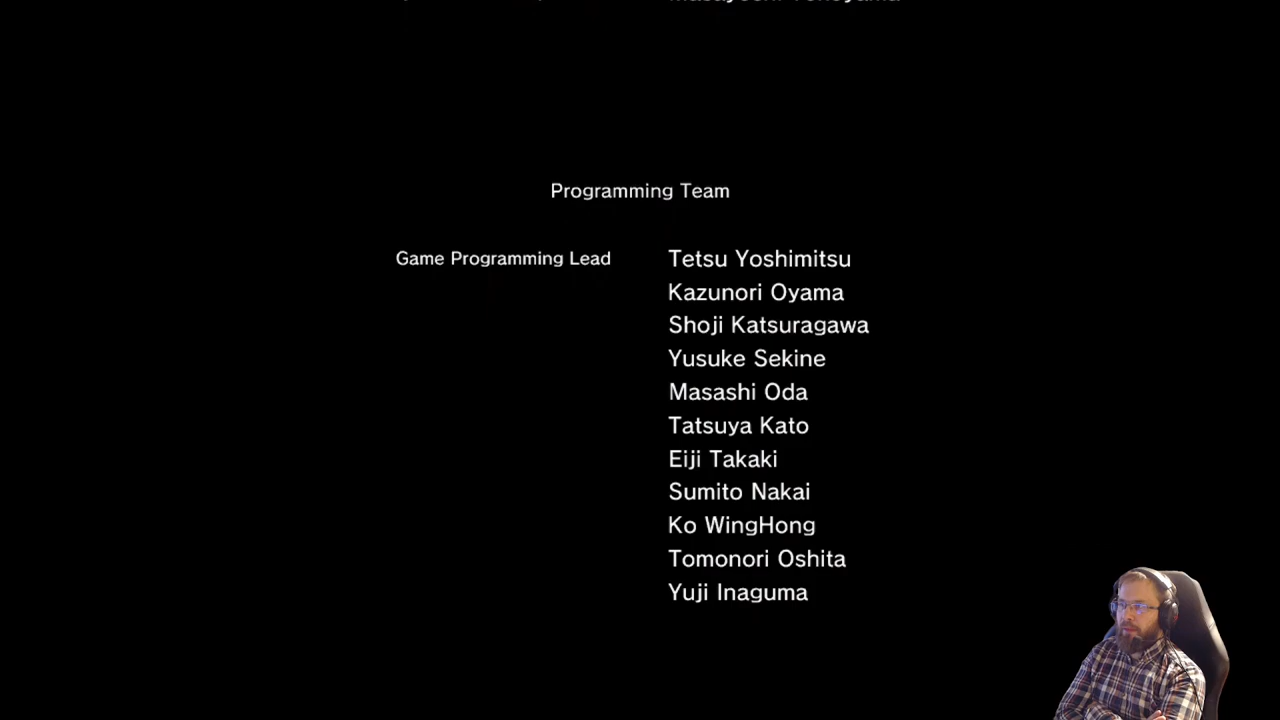 Programming Team
Game Programming Lead Tetsu Yoshimitsu
Kazunori Oyama
Shoji Katsuragawa
Yusuke Sekine
Masashi Oda
Tatsuya Kato
Eiji Takaki
Sumito Nakai
Ko WingHong
Tomonori Oshita
Yuji Inaguma